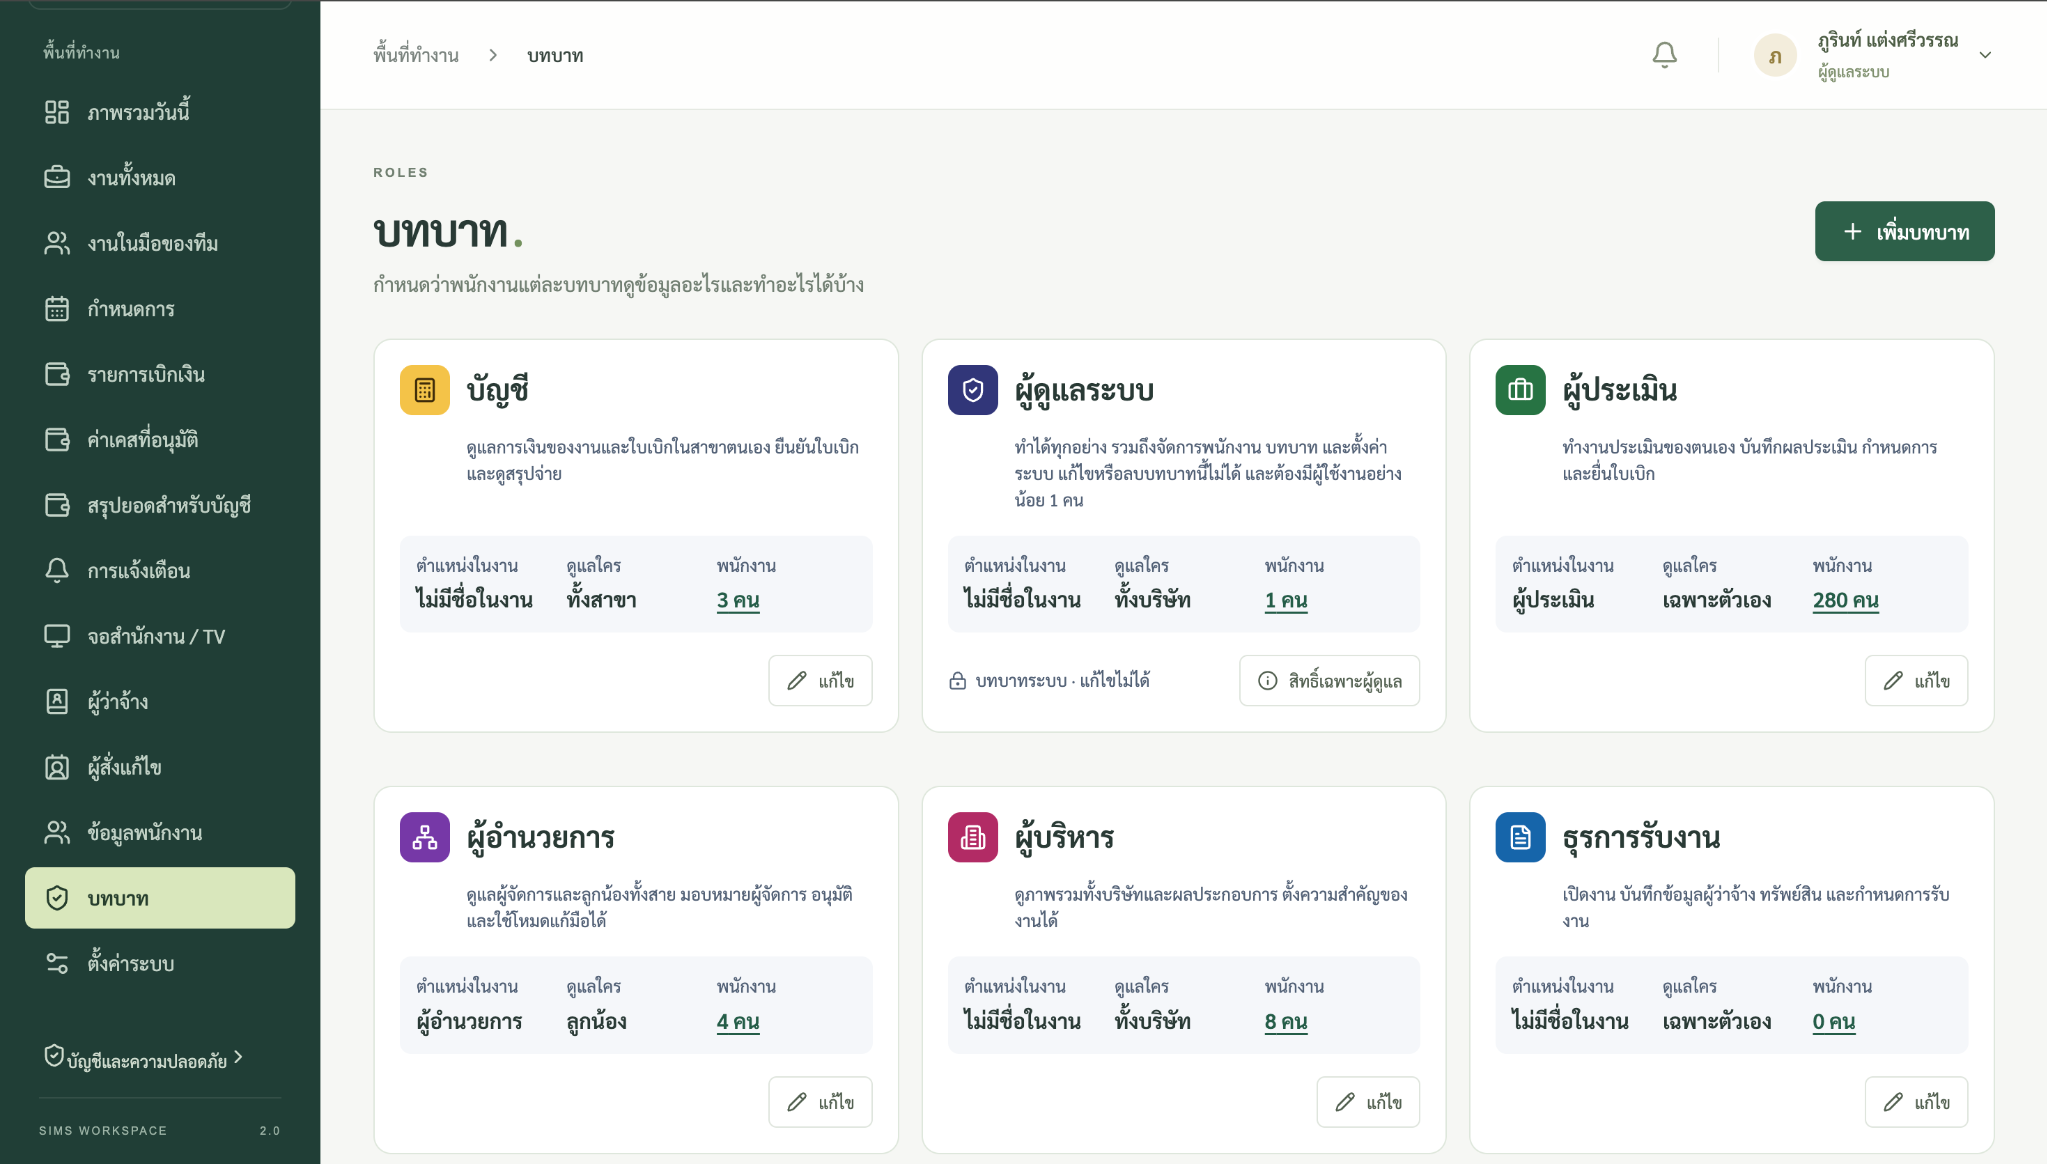 พื้นที่ทำงาน
ภาพรวมวันนี้
งานทั้งหมด
งานในมือของทีม
กำหนดการ
รายการเบิกเงิน
ค่าเคสที่อนุมัติ
สรุปยอดสำหรับบัญชี
การแจ้งเตือน
จอสำนักงาน / TV
ผู้ว่าจ้าง
ผู้สั่งแก้ไข
ข้อมูลพนักงาน
บทบาท
ตั้งค่าระบบ
บัญชีและความปลอดภัย
SIMS WORKSPACE 2.0
พื้นที่ทำงาน > บทบาท
ภ
ภูรินท์ แต่งศรีวรรณ
ผู้ดูแลระบบ
ROLES
บทบาท.
กำหนดว่าพนักงานแต่ละบทบาทดูข้อมูลอะไรและทำอะไรได้บ้าง
+ เพิ่มบทบาท
บัญชี
ดูแลการเงินของงานและใบเบิกในสาขาตนเอง ยืนยันใบเบิก
และดูสรุปจ่าย
ตำแหน่งในงาน ดูแลใคร พนักงาน
ไม่มีชื่อในงาน ทั้งสาขา 3 คน
แก้ไข
ผู้ดูแลระบบ
ทำได้ทุกอย่าง รวมถึงจัดการพนักงาน บทบาท และตั้งค่า
ระบบ แก้ไขหรือลบบทบาทนี้ไม่ได้ และต้องมีผู้ใช้งานอย่าง
น้อย 1 คน
ตำแหน่งในงาน ดูแลใคร พนักงาน
ไม่มีชื่อในงาน ทั้งบริษัท 1 คน
บทบาทระบบ · แก้ไขไม่ได้ สิทธิ์เฉพาะผู้ดูแล
ผู้ประเมิน
ทำงานประเมินของตนเอง บันทึกผลประเมิน กำหนดการ
และยื่นใบเบิก
ตำแหน่งในงาน ดูแลใคร พนักงาน
ผู้ประเมิน เฉพาะตัวเอง 280 คน
แก้ไข
ผู้อำนวยการ
ดูแลผู้จัดการและลูกน้องทั้งสาย มอบหมายผู้จัดการ อนุมัติ
และใช้โหมดแก้มือได้
ตำแหน่งในงาน ดูแลใคร พนักงาน
ผู้อำนวยการ ลูกน้อง 4 คน
แก้ไข
ผู้บริหาร
ดูภาพรวมทั้งบริษัทและผลประกอบการ ตั้งความสำคัญของ
งานได้
ตำแหน่งในงาน ดูแลใคร พนักงาน
ไม่มีชื่อในงาน ทั้งบริษัท 8 คน
แก้ไข
ธุรการรับงาน
เปิดงาน บันทึกข้อมูลผู้ว่าจ้าง ทรัพย์สิน และกำหนดการรับ
งาน
ตำแหน่งในงาน ดูแลใคร พนักงาน
ไม่มีชื่อในงาน เฉพาะตัวเอง 0 คน
แก้ไข